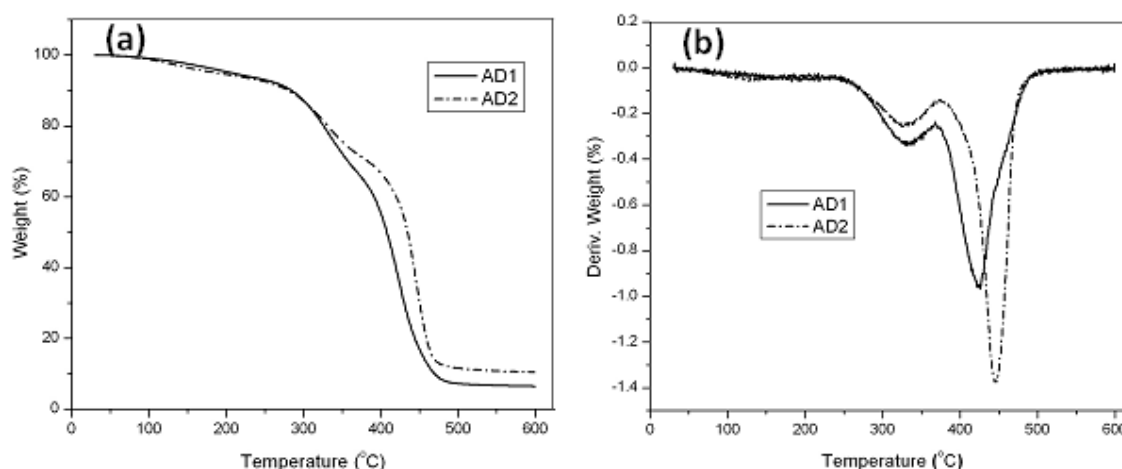 (a)
AD1
AD2
Weight (%)
100
80
60
40
20
0
0 100 200 300 400 500 600
Temperature (°C)
(b)
AD1
AD2
Deriv. Weight (%)
0.2
0.0
-0.2
-0.4
-0.6
-0.8
-1.0
-1.2
-1.4
0 100 200 300 400 500 600
Temperature (°C)